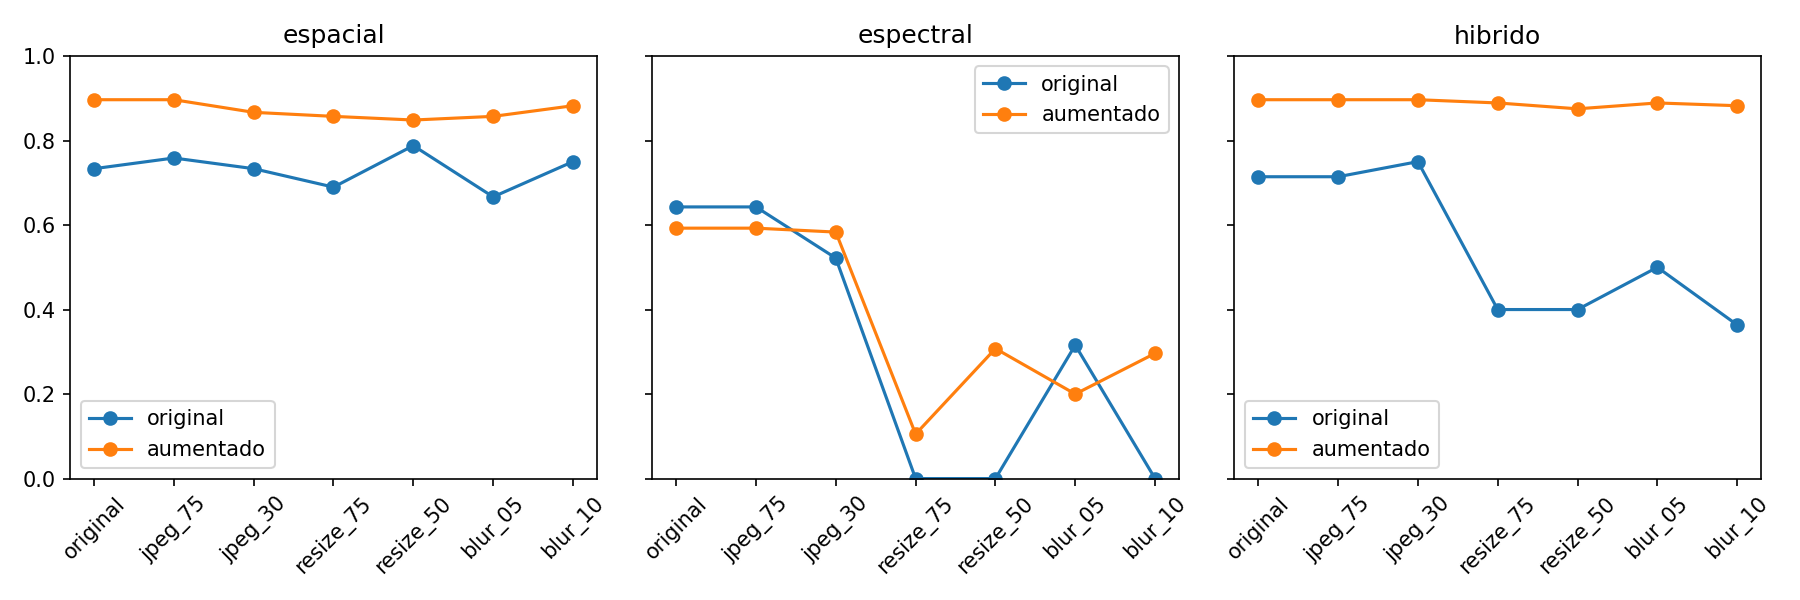 espacial
1.0
0.8
0.6
0.4
0.2
0.0
original
aumentado
original
jpeg_75
jpeg_30
resize_75
resize_50
blur_05
blur_10
espectral
original
aumentado
original
jpeg_75
jpeg_30
resize_75
resize_50
blur_05
blur_10
hibrido
original
aumentado
original
jpeg_75
jpeg_30
resize_75
resize_50
blur_05
blur_10